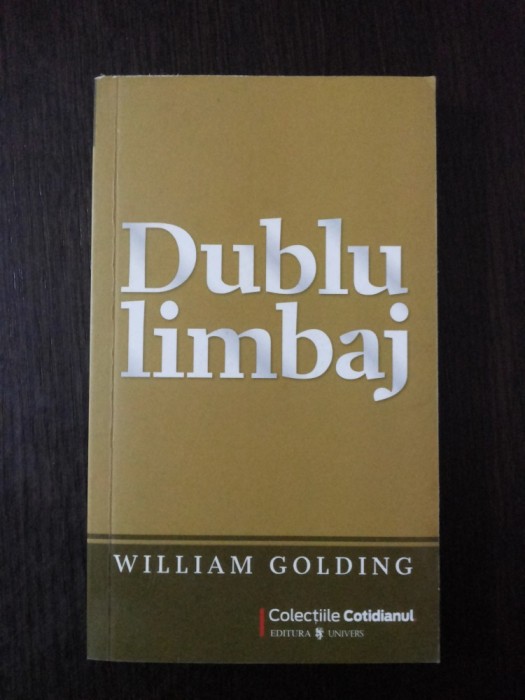 Dublu
limbaj
WILLIAM GOLDING
Colecțiile Cotidianul
EDITURA UNIVERS